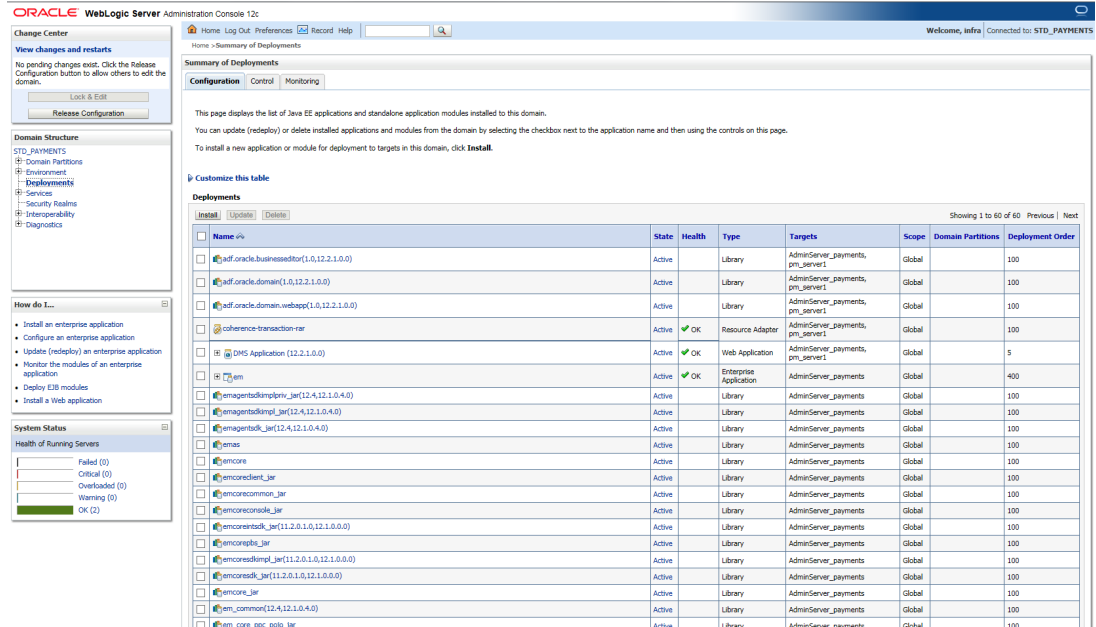 ORACLE WebLogic Server Administration Console 12c
Change Center
View changes and restarts
No pending changes exist. Click the Release
Configuration button to allow others to edit the
domain.
Lock & Edit
Release Configuration
Domain Structure
STD_PAYMENTS
Domain Partitions
Environment
Deployments
Services
Security Realms
Interoperability
Diagnostics
How do I...
Install an enterprise application
Configure an enterprise application
Update (redeploy) an enterprise application
Monitor the modules of an enterprise
application
Deploy EJB modules
Install a Web application
System Status
Health of Running Servers
Failed (0)
Critical (0)
Overloaded (0)
Warning (0)
OK (2)
Home Log Out Preferences Record Help
Welcome, infra Connected to: STD_PAYMENTS
Home >Summary of Deployments
Summary of Deployments
Configuration Control Monitoring
This page displays the list of Java EE applications and standalone application modules installed to this domain.
You can update (redeploy) or delete installed applications and modules from the domain by selecting the checkbox next to the application name and then using the controls on this page.
To install a new application or module for deployment to targets in this domain, click Install.
Customize this table
Deployments
Install Update Delete Showing 1 to 60 of 60 Previous | Next
Name State Health Type Targets Scope Domain Partitions Deployment Order
adf.oracle.businesseditor(1.0,12.2.1.0.0) Active Library AdminServer_payments, pm_server1 Global 100
adf.oracle.domain(1.0,12.2.1.0.0) Active Library AdminServer_payments, pm_server1 Global 100
adf.oracle.domain.webapp(1.0,12.2.1.0.0) Active Library AdminServer_payments, pm_server1 Global 100
coherence-transaction-rar Active OK Resource Adapter AdminServer_payments, pm_server1 Global 100
DMS Application (12.2.1.0.0) Active OK Web Application AdminServer_payments, pm_server1 Global 5
em Active OK Enterprise Application AdminServer_payments Global 400
emagentsdkimplpriv_jar(12.4,12.1.0.4.0) Active Library AdminServer_payments Global 100
emagentsdkimpl_jar(12.4,12.1.0.4.0) Active Library AdminServer_payments Global 100
emagentsdk_jar(12.4,12.1.0.4.0) Active Library AdminServer_payments Global 100
emas Active Library AdminServer_payments Global 100
emcore Active Library AdminServer_payments Global 100
emcoreclient_jar Active Library AdminServer_payments Global 100
emcorecommon_jar Active Library AdminServer_payments Global 100
emcoreconsole_jar Active Library AdminServer_payments Global 100
emcoreintsdk_jar(11.2.0.1.0,12.1.0.0.0) Active Library AdminServer_payments Global 100
emcorepbs_jar Active Library AdminServer_payments Global 100
emcoresdkimpl_jar(11.2.0.1.0,12.1.0.0.0) Active Library AdminServer_payments Global 100
emcoresdk_jar(11.2.0.1.0,12.1.0.0.0) Active Library AdminServer_payments Global 100
emcore_jar Active Library AdminServer_payments Global 100
em_common(12.4,12.1.0.4.0) Active Library AdminServer_payments Global 100
em_core_ppc_pojo_jar Active Library AdminServer_payments Global 100